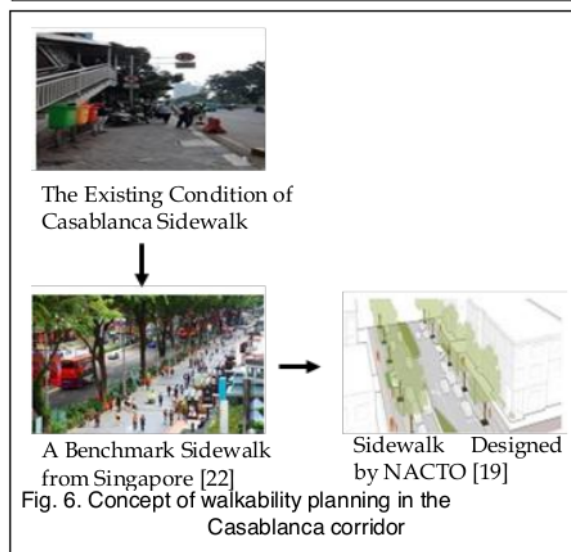 The Existing Condition of
Casablanca Sidewalk
A Benchmark Sidewalk
from Singapore [22]
Sidewalk Designed
by NACTO [19]
Fig. 6. Concept of walkability planning in the
Casablanca corridor